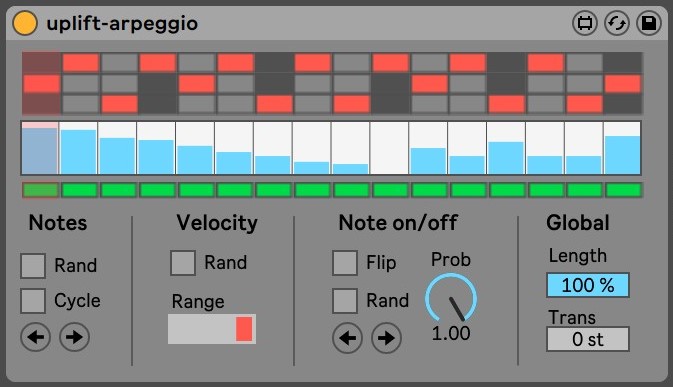 uplift-arpeggio
Notes Velocity Note on/off Global
Rand Rand Flip Prob Length
Cycle Range Rand 100 %
1.00 Trans
0 st